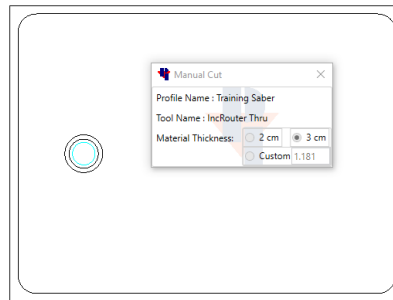 Manual Cut
Profile Name : Training Saber
Tool Name : IncRouter Thru
Material Thickness: 2 cm 3 cm
Custom 1.181